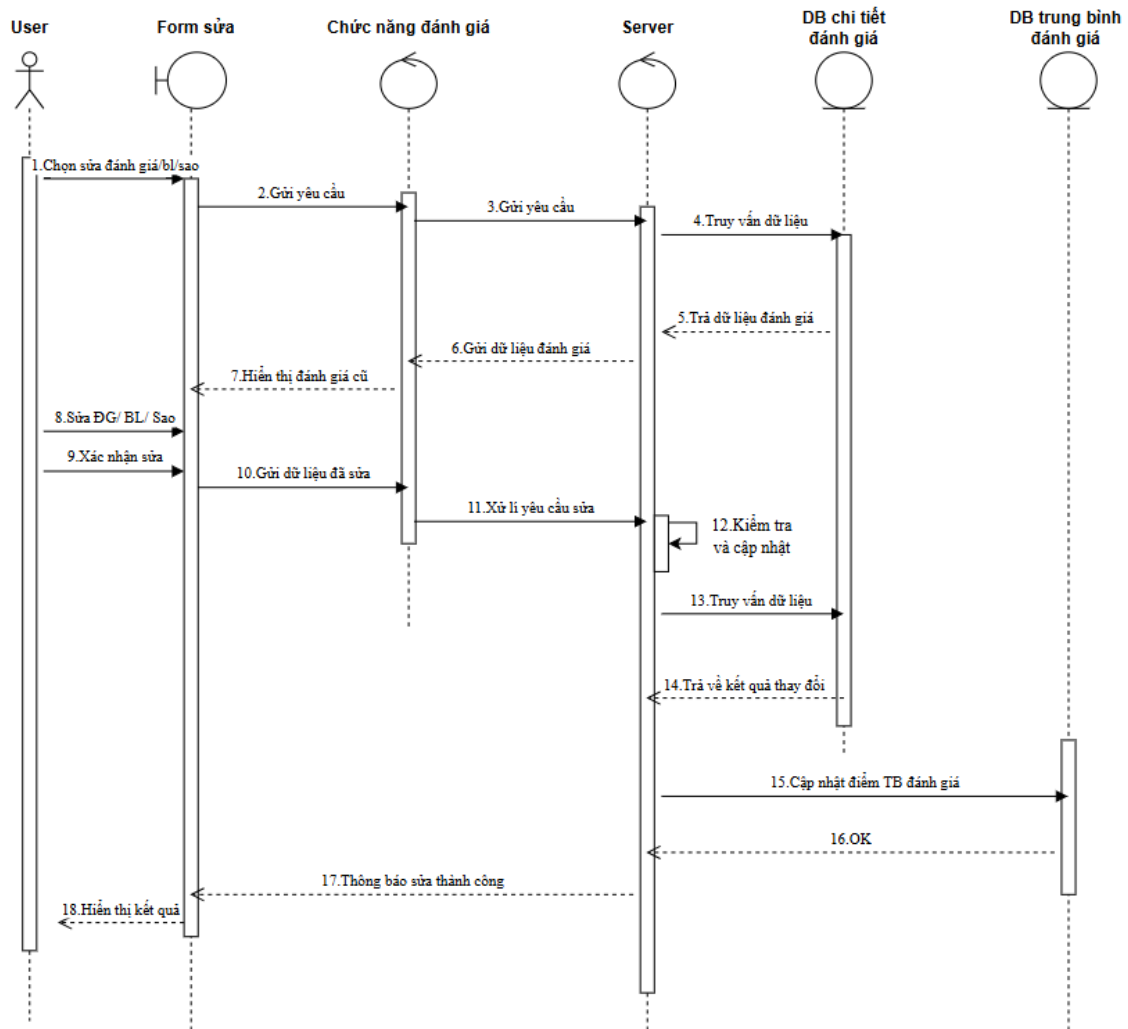 User
Form sửa
Chức năng đánh giá
Server
DB chi tiết
đánh giá
DB trung bình
đánh giá
1.Chọn sửa đánh giá/bl/sao
2.Gửi yêu cầu
3.Gửi yêu cầu
4.Truy vấn dữ liệu
5.Trả dữ liệu đánh giá
6.Gửi dữ liệu đánh giá
7.Hiển thị đánh giá cũ
8.Sửa ĐG/ BL/ Sao
9.Xác nhận sửa
10.Gửi dữ liệu đã sửa
11.Xử lí yêu cầu sửa
12.Kiểm tra
và cập nhật
13.Truy vấn dữ liệu
14.Trả về kết quả thay đổi
15.Cập nhật điểm TB đánh giá
16.OK
17.Thông báo sửa thành công
18.Hiển thị kết quả